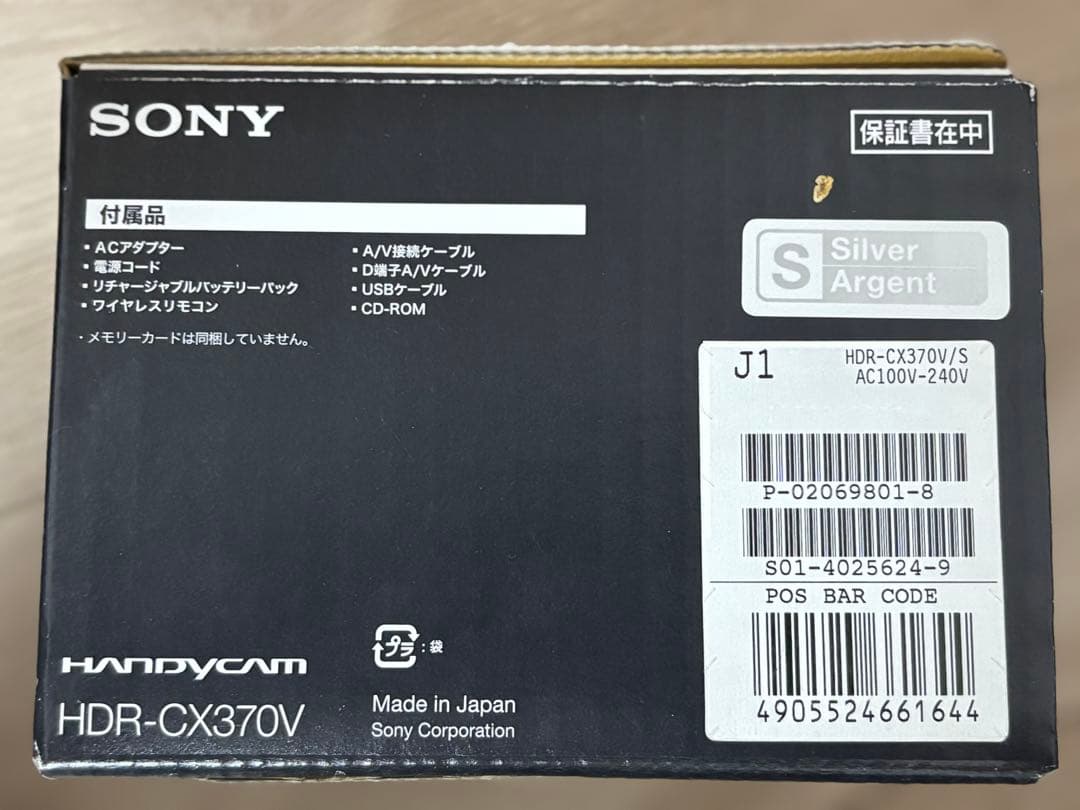 SONY
保証書在中
付属品
・ACアダプター
・電源コード
・リチャージャブルバッテリーパック
・ワイヤレスリモコン
・A/V接続ケーブル
・D端子A/Vケーブル
・USBケーブル
・CD-ROM
・メモリーカードは同梱していません。
S
Silver
Argent
J1
HDR-CX370V/S
AC100V-240V
P-02069801-8
S01-4025624-9
POS BAR CODE
4905524661644
プラ:袋
HANDYCAM
HDR-CX370V
Made in Japan
Sony Corporation